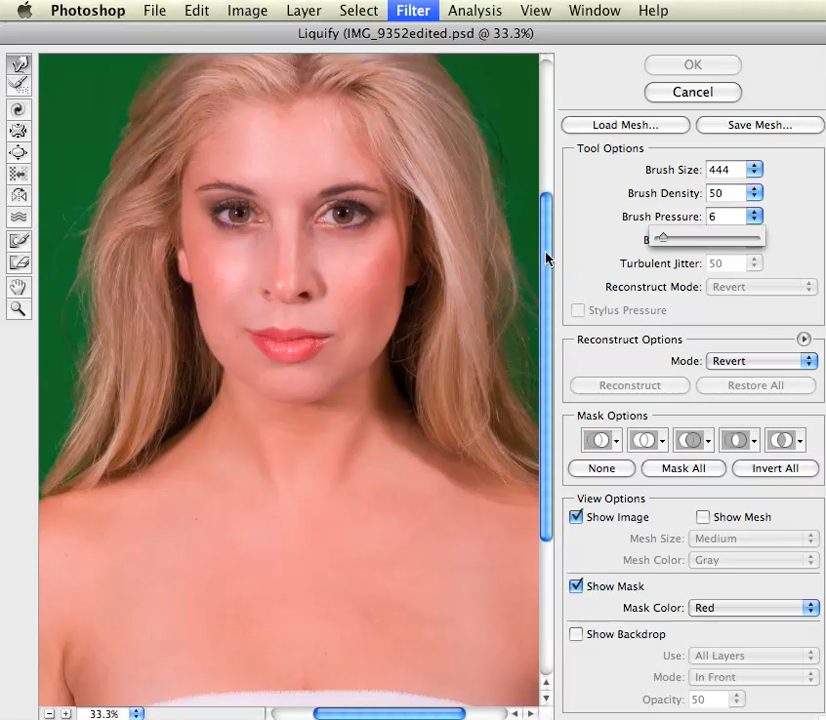 Photoshop File Edit Image Layer Select Filter Analysis View Window Help
Liquify (IMG_9352edited.psd @ 33.3%)
OK
Cancel
Load Mesh... Save Mesh...
Tool Options
Brush Size: 444
Brush Density: 50
Brush Pressure: 6
B
Turbulent Jitter: 50
Reconstruct Mode: Revert
Stylus Pressure
Reconstruct Options
Mode: Revert
Reconstruct Restore All
Mask Options
None Mask All Invert All
View Options
Show Image Show Mesh
Mesh Size: Medium
Mesh Color: Gray
Show Mask
Mask Color: Red
Show Backdrop
Use: All Layers
Mode: In Front
Opacity: 50
33.3%